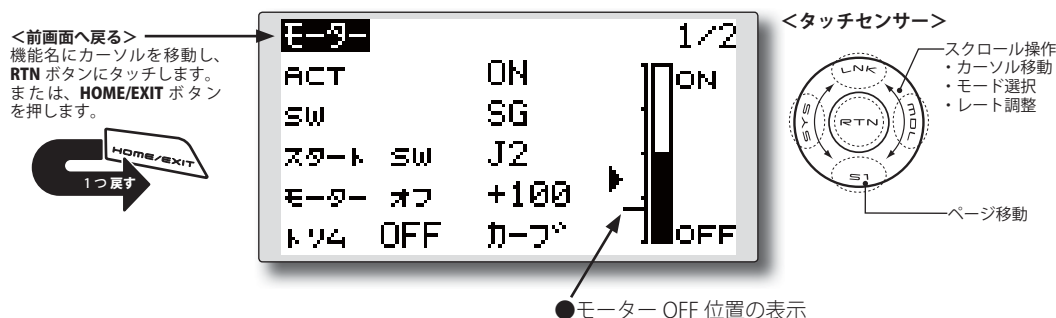 <前画面へ戻る>
機能名にカーソルを移動し、
RTN ボタンにタッチします。
または、HOME/EXIT ボタン
を押します。
HOME/EXIT
1つ戻す
モーター 1/2
ACT ON
SW SG
スタート SW J2
モーター オフ +100
トリム OFF カーブ
ON
OFF
●モーター OFF 位置の表示
<タッチセンサー>
LNK
SYS
RTN
MDL
S1
スクロール操作
・カーソル移動
・モード選択
・レート調整
ページ移動